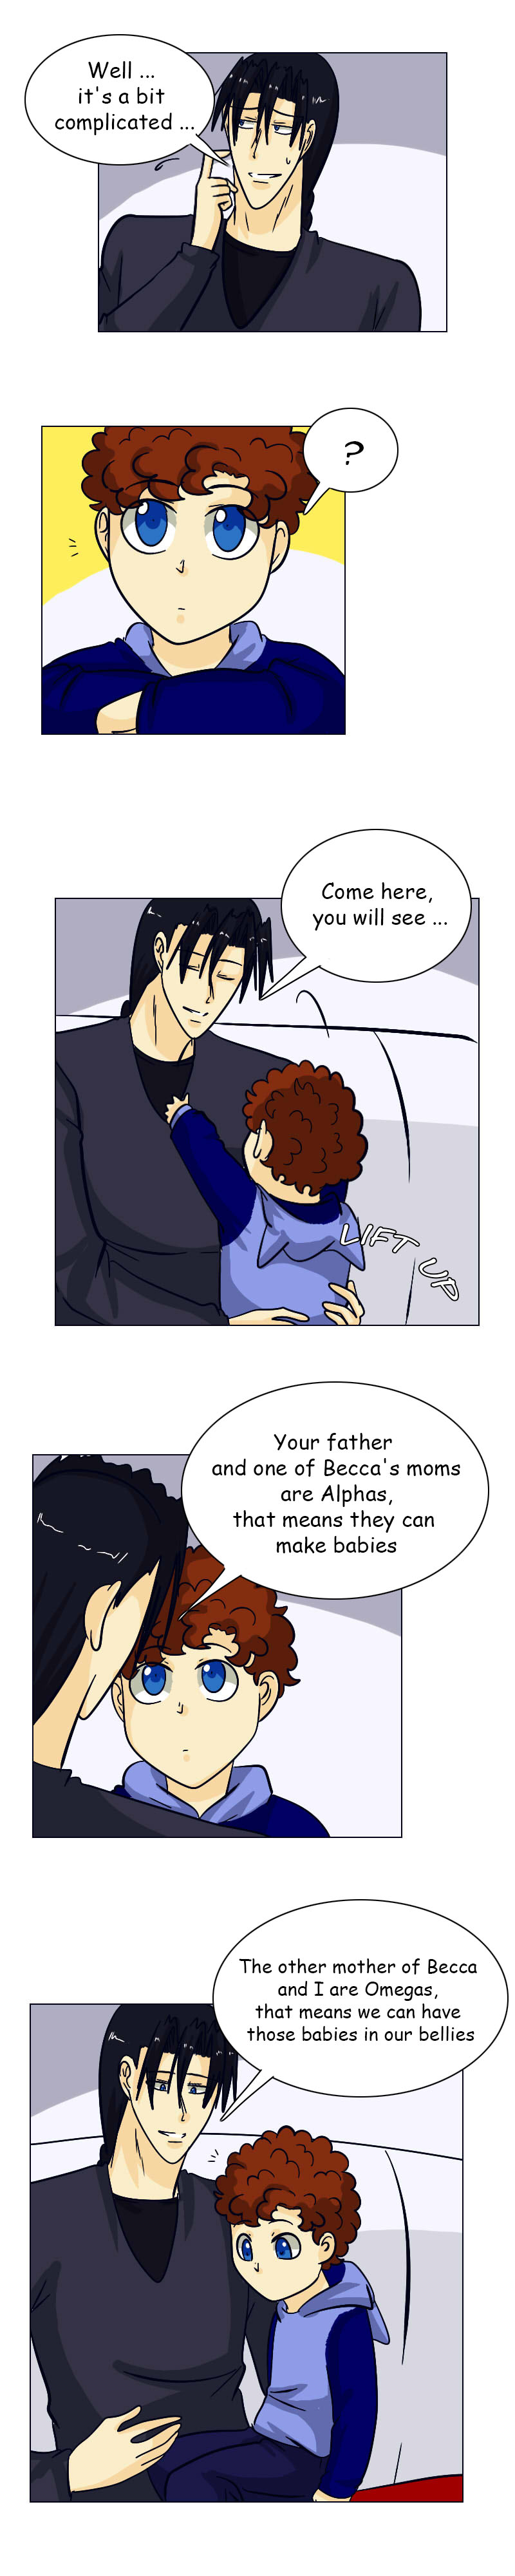 Well ...
it's a bit
complicated ...
?
Come here,
you will see ...
LIFT UP
Your father
and one of Becca's moms
are Alphas,
that means they can
make babies
The other mother of Becca
and I are Omegas,
that means we can have
those babies in our bellies